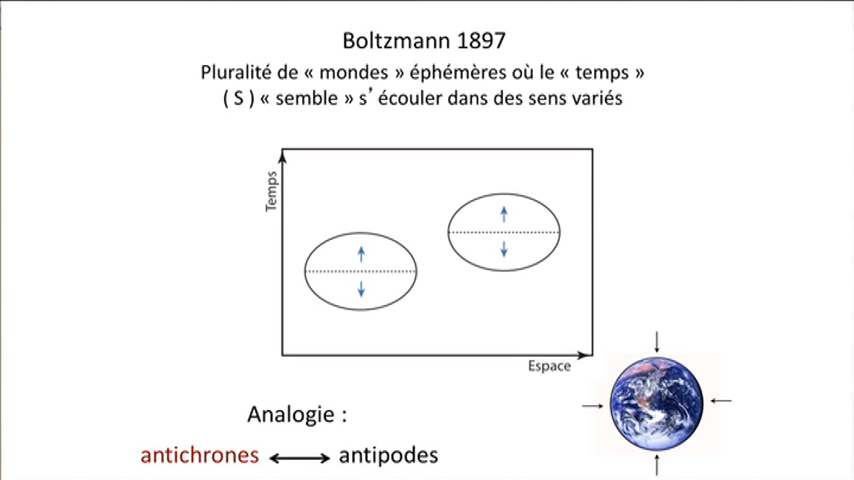 Boltzmann 1897
Pluralité de « mondes » éphémères où le « temps »
( S ) « semble » s’ écouler dans des sens variés
Temps
Espace
Analogie :
antichrones ⟷ antipodes